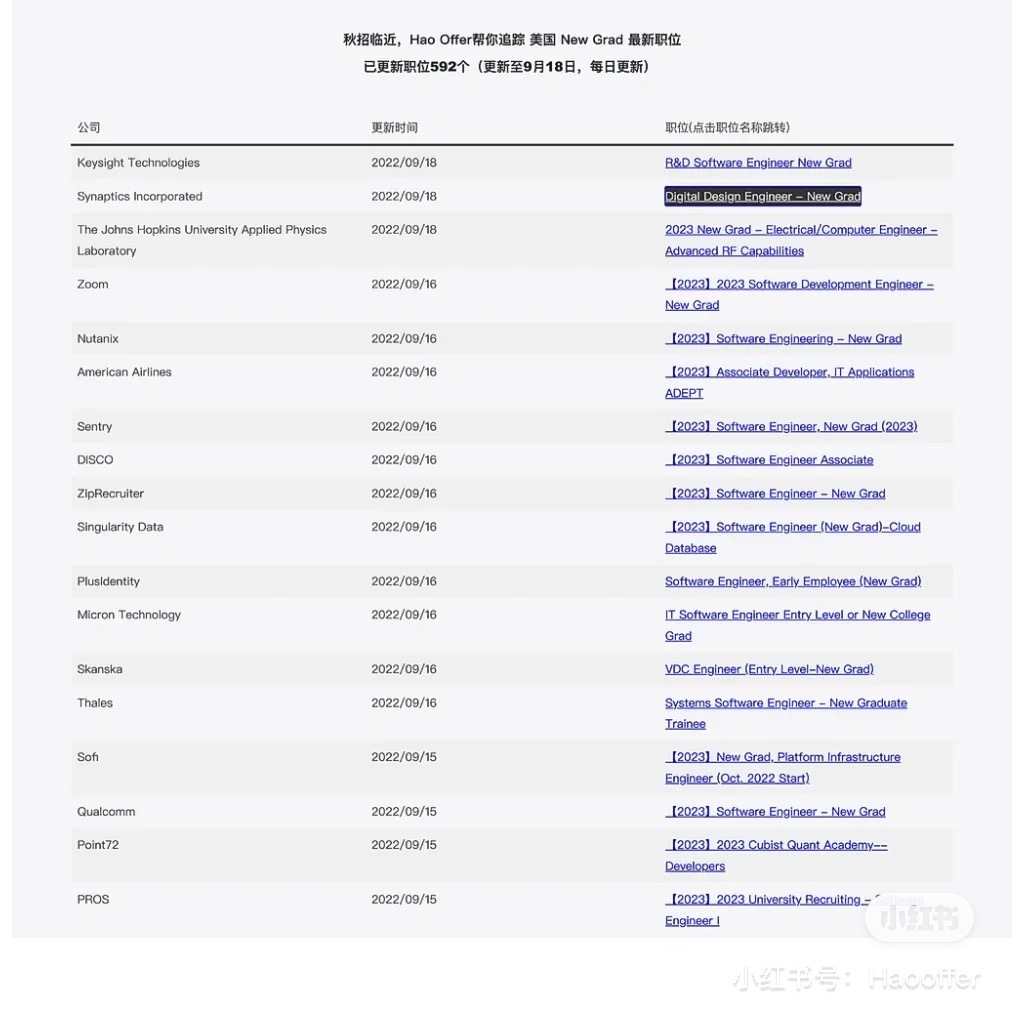 秋招临近，Hao Offer帮你追踪 美国 New Grad 最新职位
已更新职位592个（更新至9月18日，每日更新）
公司 更新时间 职位(点击职位名称跳转)
Keysight Technologies 2022/09/18 R&D Software Engineer New Grad
Synaptics Incorporated 2022/09/18 Digital Design Engineer – New Grad
The Johns Hopkins University Applied Physics 2022/09/18 2023 New Grad – Electrical/Computer Engineer –
Laboratory Advanced RF Capabilities
Zoom 2022/09/16 【2023】2023 Software Development Engineer –
New Grad
Nutanix 2022/09/16 【2023】Software Engineering – New Grad
American Airlines 2022/09/16 【2023】Associate Developer, IT Applications
ADEPT
Sentry 2022/09/16 【2023】Software Engineer, New Grad (2023)
DISCO 2022/09/16 【2023】Software Engineer Associate
ZipRecruiter 2022/09/16 【2023】Software Engineer – New Grad
Singularity Data 2022/09/16 【2023】Software Engineer (New Grad)–Cloud
Database
PlusIdentity 2022/09/16 Software Engineer, Early Employee (New Grad)
Micron Technology 2022/09/16 IT Software Engineer Entry Level or New College
Grad
Skanska 2022/09/16 VDC Engineer (Entry Level–New Grad)
Thales 2022/09/16 Systems Software Engineer – New Graduate
Trainee
Sofi 2022/09/15 【2023】New Grad, Platform Infrastructure
Engineer (Oct. 2022 Start)
Qualcomm 2022/09/15 【2023】Software Engineer – New Grad
Point72 2022/09/15 【2023】2023 Cubist Quant Academy––
Developers
PROS 2022/09/15 【2023】2023 University Recruiting –
Engineer I
小红书
小红书号：Haooffer